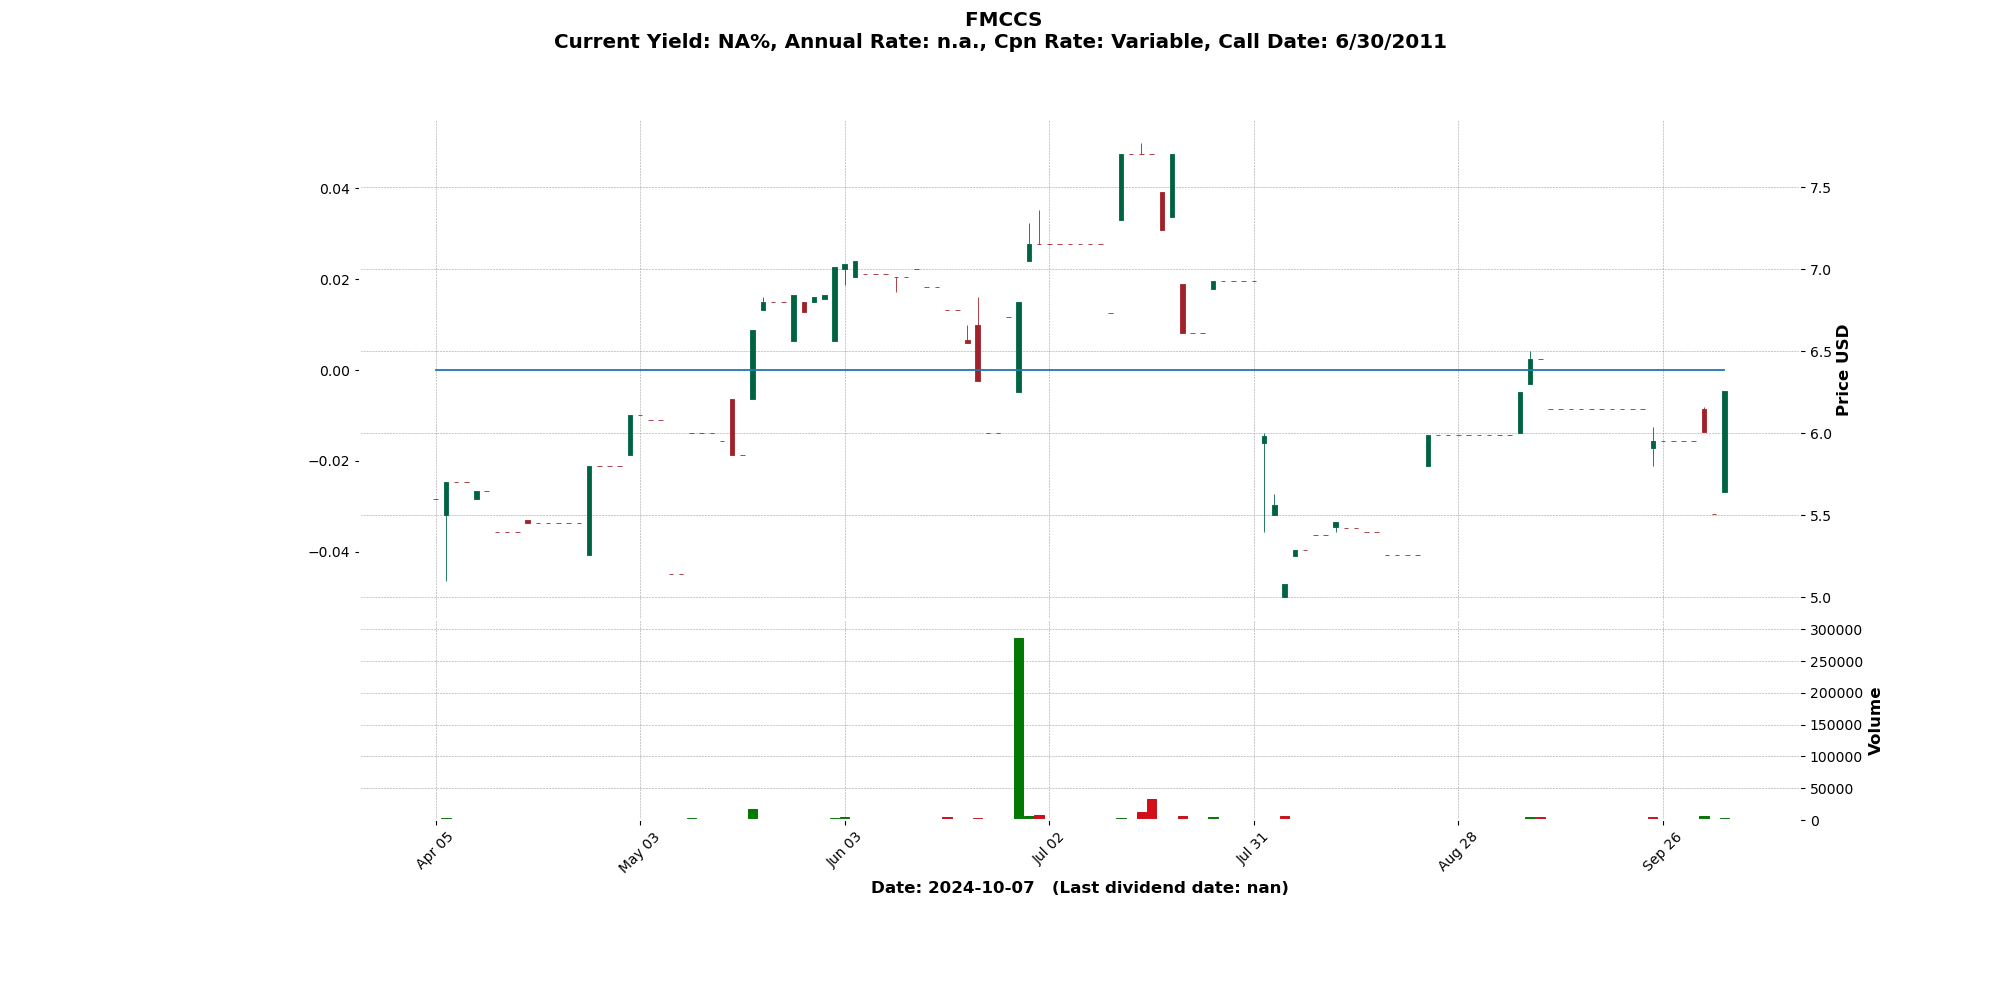 FMCCS
Current Yield: NA%, Annual Rate: n.a., Cpn Rate: Variable, Call Date: 6/30/2011
0.04
0.02
0.00
−0.02
−0.04
7.5
7.0
6.5
6.0
5.5
5.0
Price USD
300000
250000
200000
150000
100000
50000
0
Volume
Apr 05
May 03
Jun 03
Jul 02
Jul 31
Aug 28
Sep 26
Date: 2024-10-07 (Last dividend date: nan)